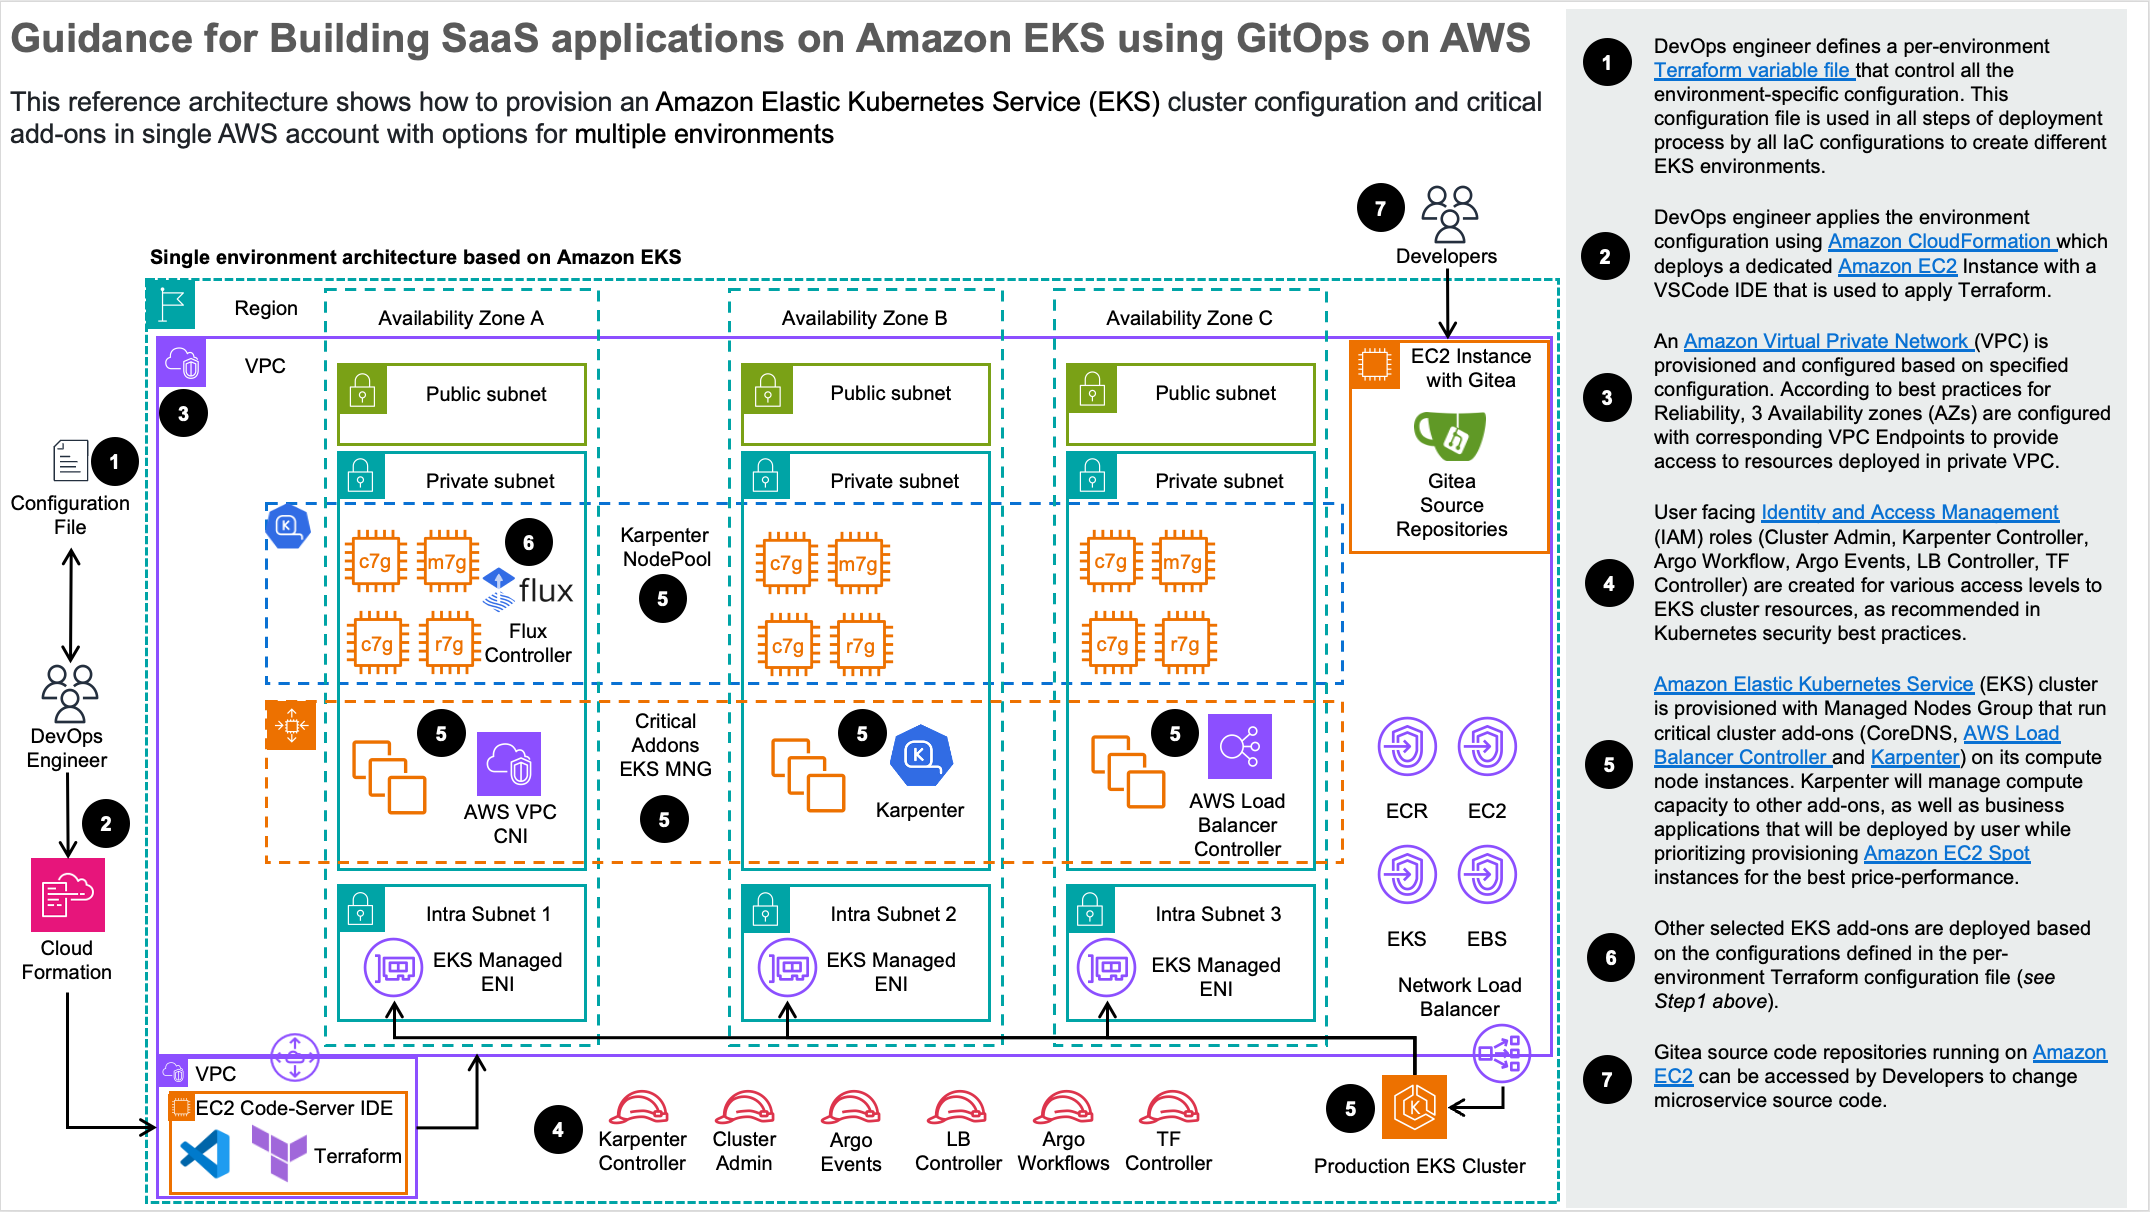 Guidance for Building SaaS applications on Amazon EKS using GitOps on AWS
This reference architecture shows how to provision an Amazon Elastic Kubernetes Service (EKS) cluster configuration and critical
add-ons in single AWS account with options for multiple environments
7
Developers
Single environment architecture based on Amazon EKS
Region
Availability Zone A
Availability Zone B
Availability Zone C
VPC
3
Public subnet
Public subnet
Public subnet
EC2 Instance
with Gitea
Gitea
Source
Repositories
1
Configuration
File
Private subnet
Private subnet
Private subnet
K
c7g
m7g
6
flux
c7g
r7g
Flux
Controller
Karpenter
NodePool
5
c7g
m7g
c7g
r7g
c7g
m7g
c7g
r7g
DevOps
Engineer
2
Cloud
Formation
5
AWS VPC
CNI
Critical
Addons
EKS MNG
5
5
K
Karpenter
5
AWS Load
Balancer
Controller
ECR
EC2
EKS
EBS
Intra Subnet 1
EKS Managed
ENI
Intra Subnet 2
EKS Managed
ENI
Intra Subnet 3
EKS Managed
ENI
Network Load
Balancer
VPC
EC2 Code-Server IDE
Terraform
4
Karpenter
Controller
Cluster
Admin
Argo
Events
LB
Controller
Argo
Workflows
TF
Controller
5
K
Production EKS Cluster
1
DevOps engineer defines a per-environment
Terraform variable file that control all the
environment-specific configuration. This
configuration file is used in all steps of deployment
process by all IaC configurations to create different
EKS environments.
2
DevOps engineer applies the environment
configuration using Amazon CloudFormation which
deploys a dedicated Amazon EC2 Instance with a
VSCode IDE that is used to apply Terraform.
3
An Amazon Virtual Private Network (VPC) is
provisioned and configured based on specified
configuration. According to best practices for
Reliability, 3 Availability zones (AZs) are configured
with corresponding VPC Endpoints to provide
access to resources deployed in private VPC.
4
User facing Identity and Access Management
(IAM) roles (Cluster Admin, Karpenter Controller,
Argo Workflow, Argo Events, LB Controller, TF
Controller) are created for various access levels to
EKS cluster resources, as recommended in
Kubernetes security best practices.
5
Amazon Elastic Kubernetes Service (EKS) cluster
is provisioned with Managed Nodes Group that run
critical cluster add-ons (CoreDNS, AWS Load
Balancer Controller and Karpenter) on its compute
node instances. Karpenter will manage compute
capacity to other add-ons, as well as business
applications that will be deployed by user while
prioritizing provisioning Amazon EC2 Spot
instances for the best price-performance.
6
Other selected EKS add-ons are deployed based
on the configurations defined in the per-
environment Terraform configuration file (see
Step1 above).
7
Gitea source code repositories running on Amazon
EC2 can be accessed by Developers to change
microservice source code.